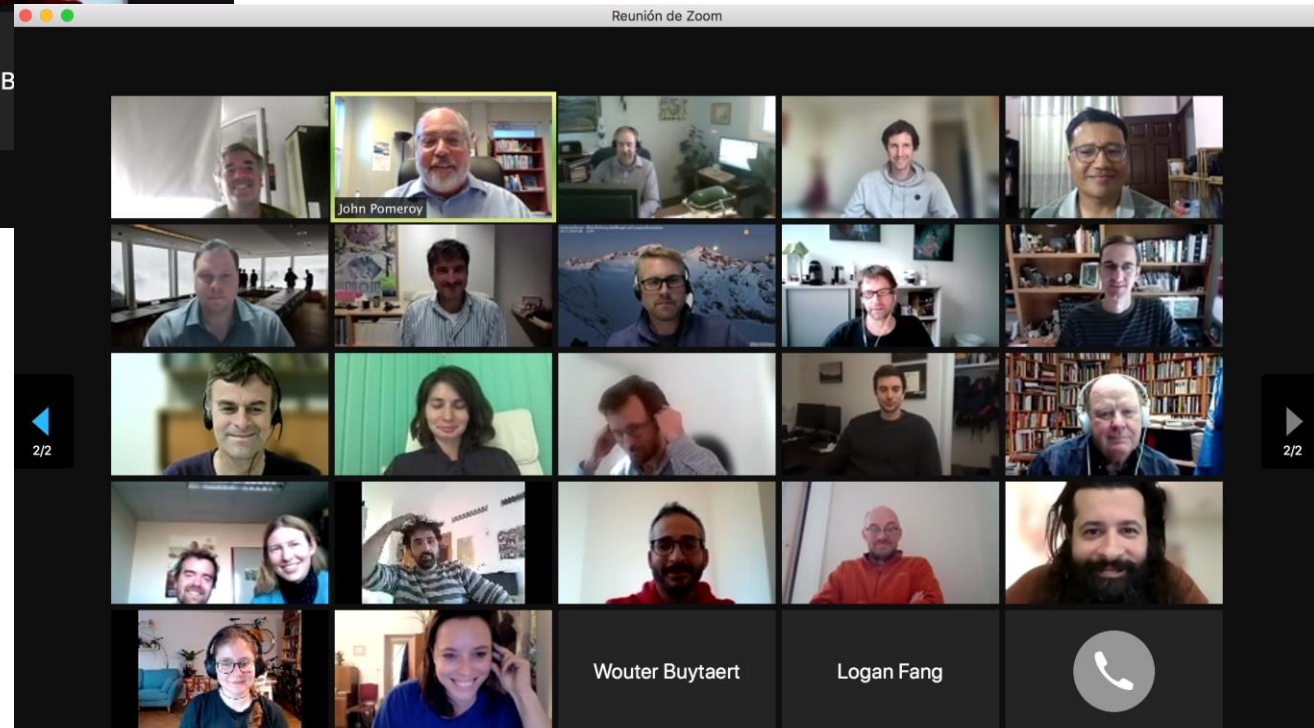 Reunión de Zoom
B
John Pomeroy
2/2
2/2
Wouter Buytaert
Logan Fang